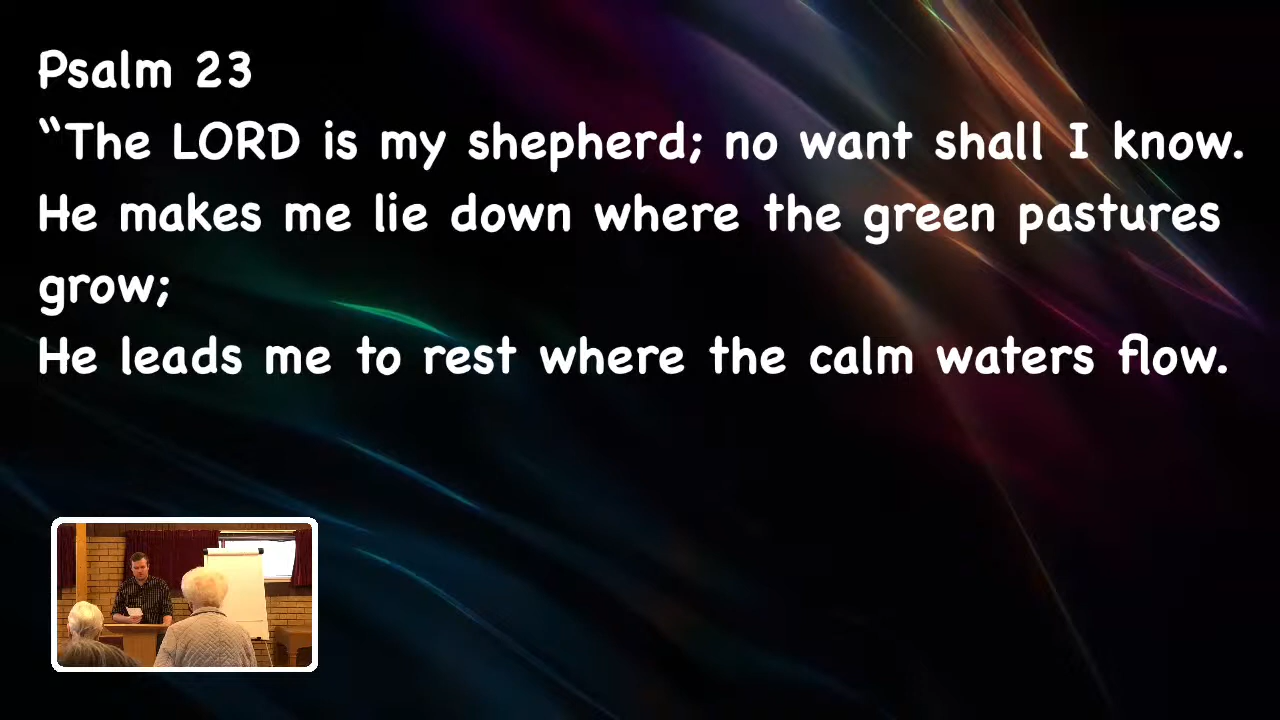 Psalm 23
“The LORD is my shepherd; no want shall I know.
He makes me lie down where the green pastures
grow;
He leads me to rest where the calm waters flow.